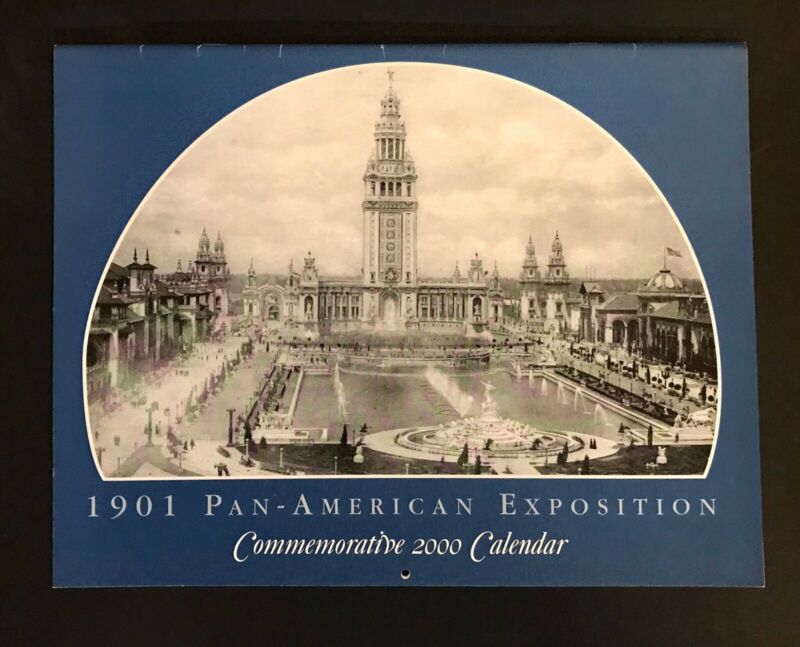 1901 Pan-American Exposition
Commemorative 2000 Calendar